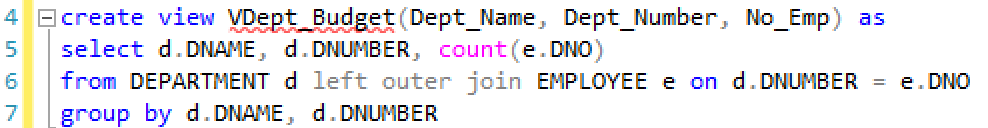 4 create view VDept_Budget(Dept_Name, Dept_Number, No_Emp) as
5 select d.DNAME, d.DNUMBER, count(e.DNO)
6 from DEPARTMENT d left outer join EMPLOYEE e on d.DNUMBER = e.DNO
7 group by d.DNAME, d.DNUMBER